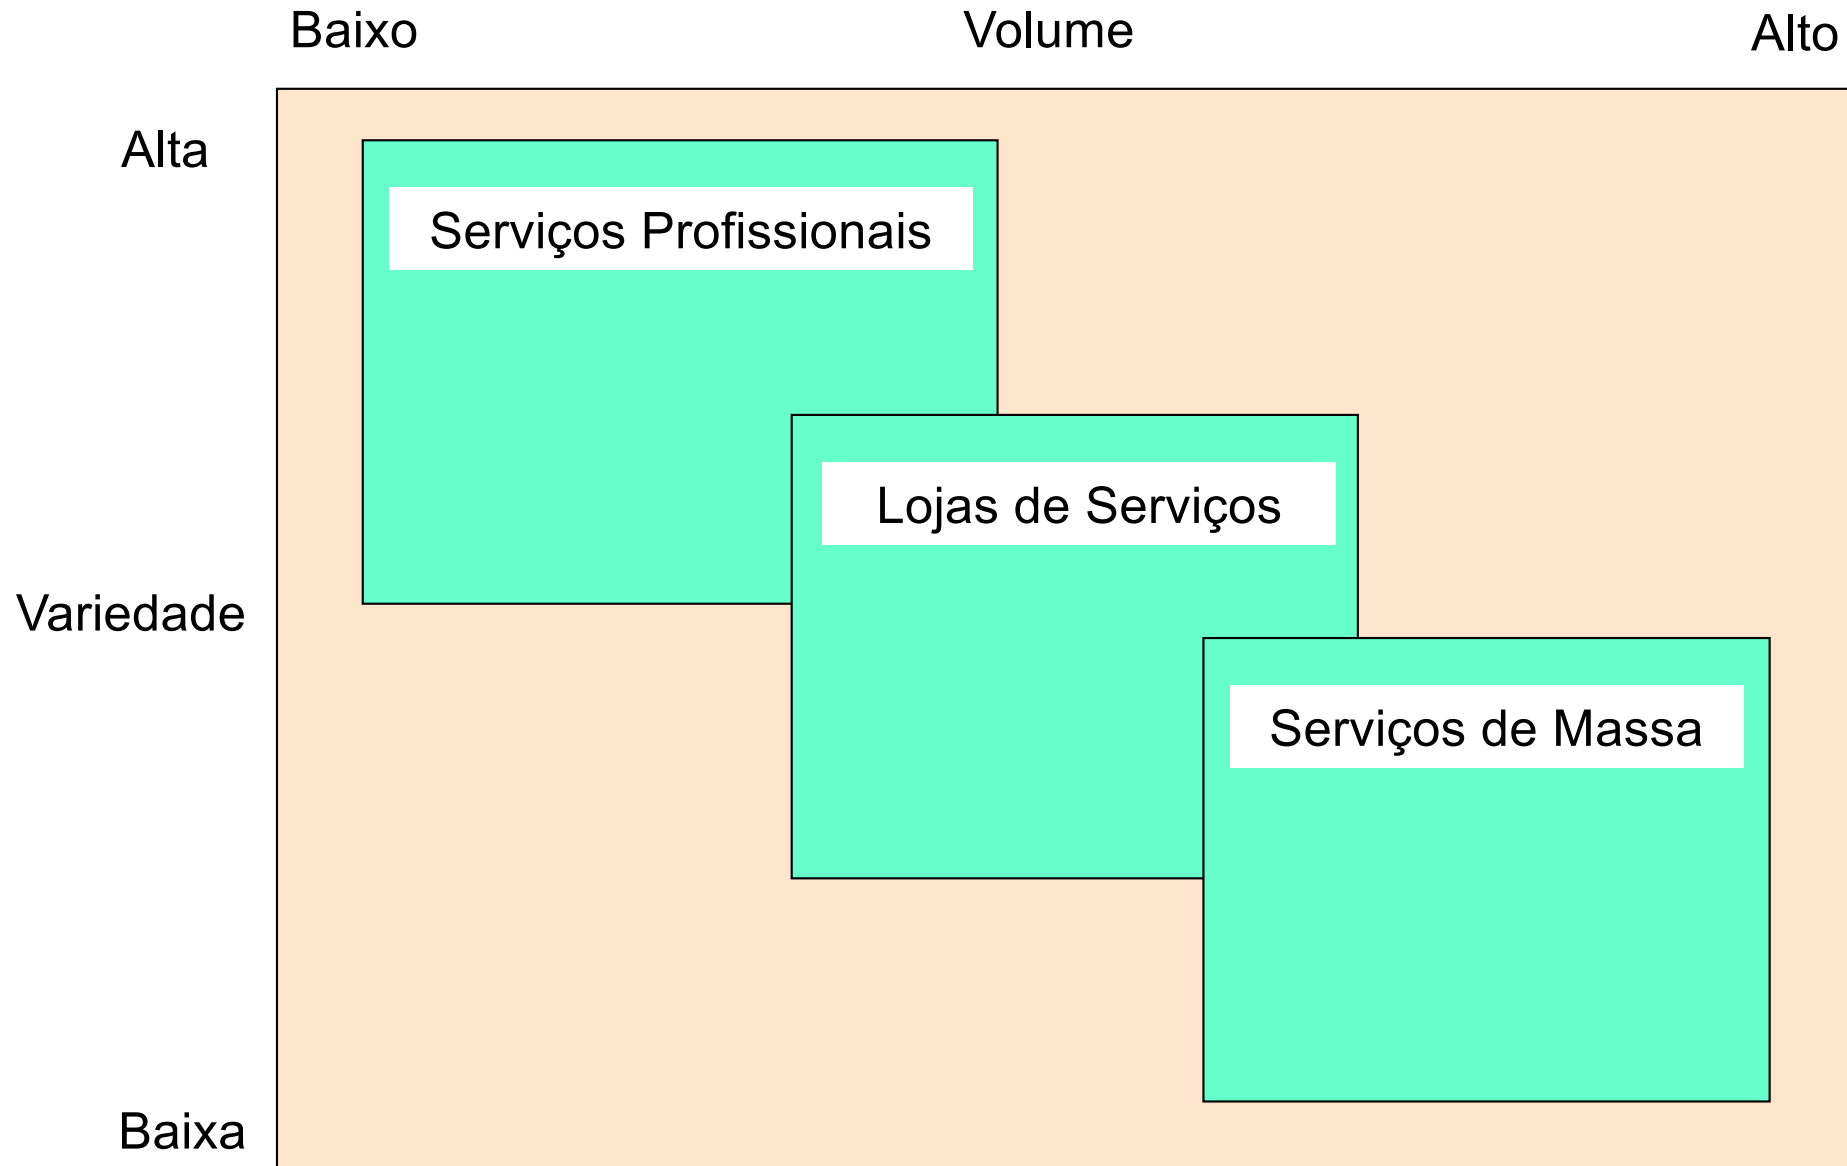 Baixo
Volume
Alto
Alta
Serviços Profissionais
Lojas de Serviços
Variedade
Serviços de Massa
Baixa